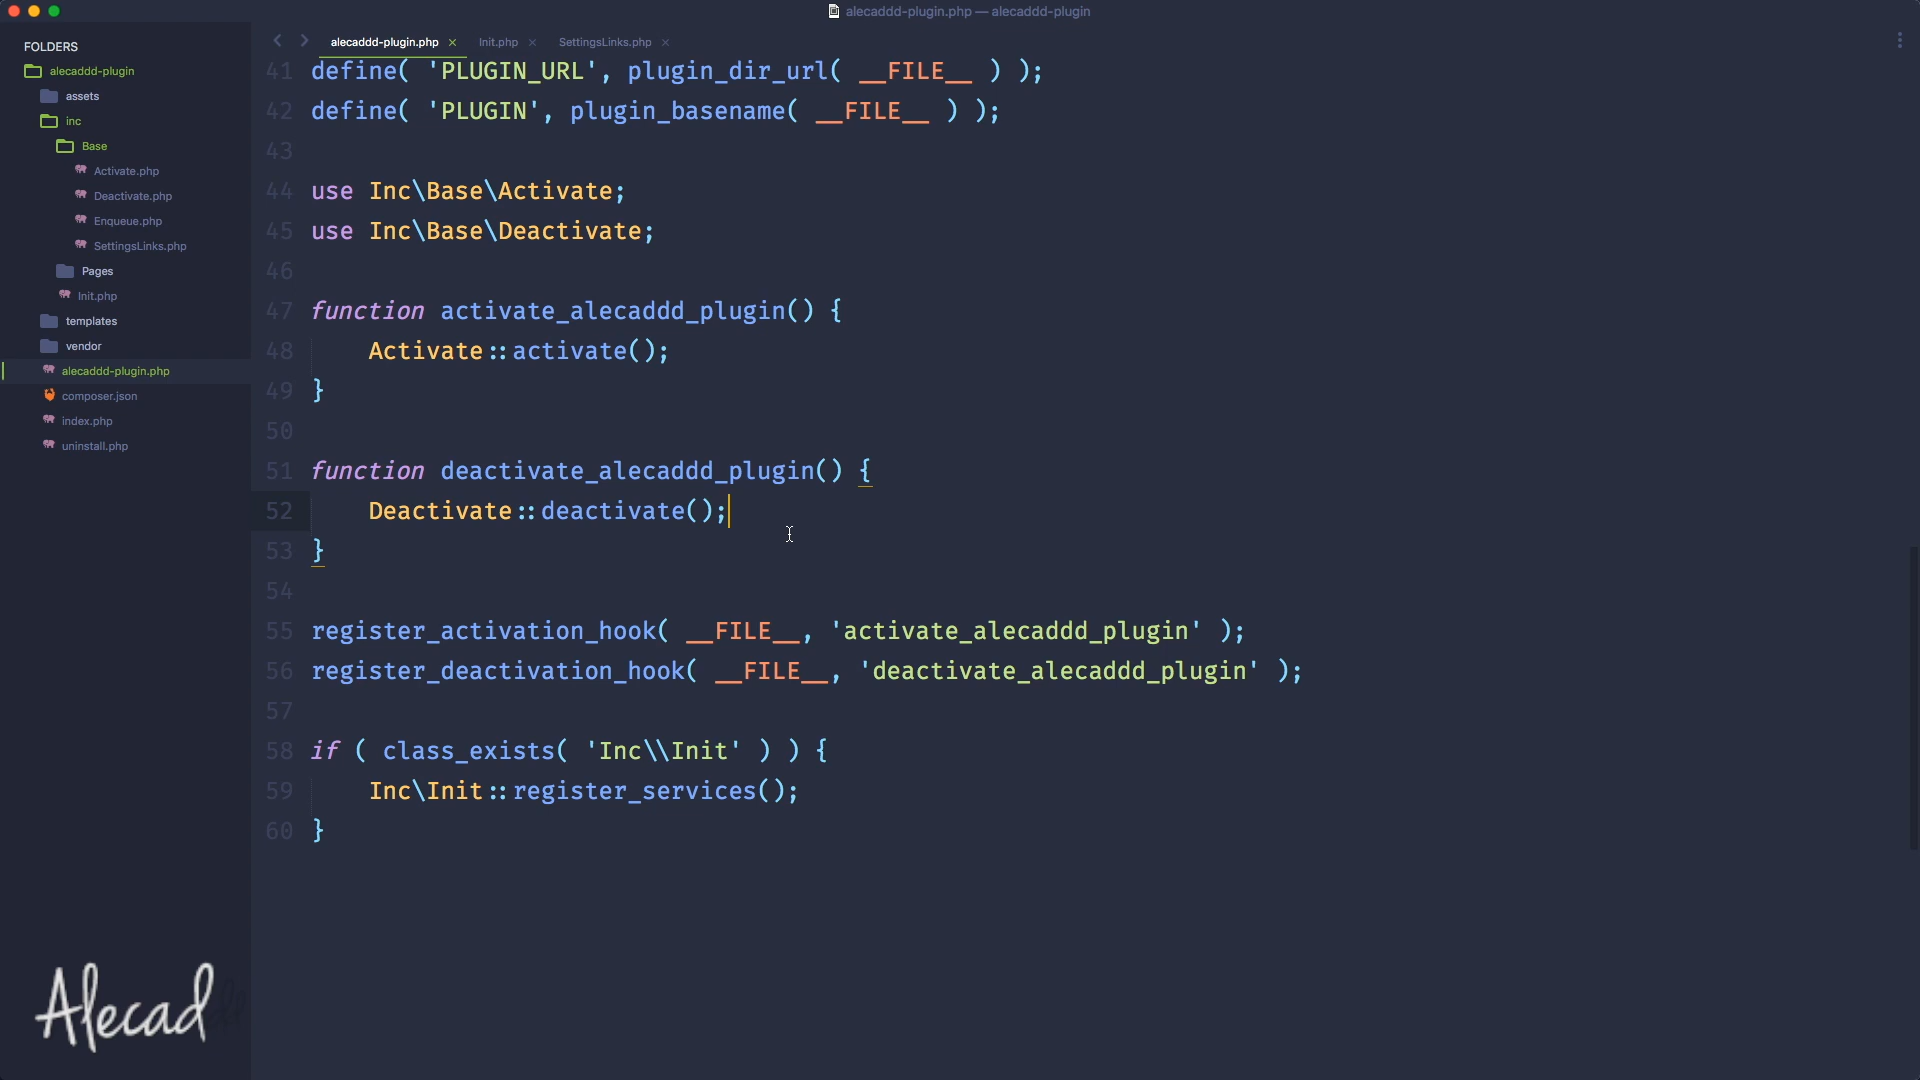 alecaddd-plugin.php — alecaddd-plugin
FOLDERS
alecaddd-plugin
assets
inc
Base
Activate.php
Deactivate.php
Enqueue.php
SettingsLinks.php
Pages
Init.php
templates
vendor
alecaddd-plugin.php
composer.json
index.php
uninstall.php
alecaddd-plugin.php × Init.php × SettingsLinks.php ×
41 define( 'PLUGIN_URL', plugin_dir_url( __FILE__ ) );
42 define( 'PLUGIN', plugin_basename( __FILE__ ) );
43
44 use Inc\Base\Activate;
45 use Inc\Base\Deactivate;
46
47 function activate_alecaddd_plugin() {
48 Activate::activate();
49 }
50
51 function deactivate_alecaddd_plugin() {
52 Deactivate::deactivate();
53 }
54
55 register_activation_hook( __FILE__, 'activate_alecaddd_plugin' );
56 register_deactivation_hook( __FILE__, 'deactivate_alecaddd_plugin' );
57
58 if ( class_exists( 'Inc\\Init' ) ) {
59 Inc\Init::register_services();
60 }
Alecad